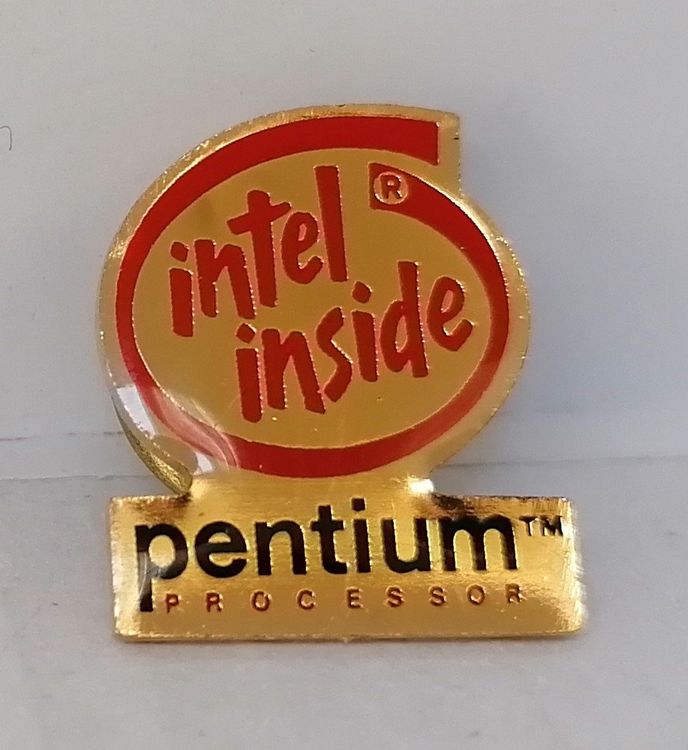 intel®
inside
pentium™
PROCESSOR